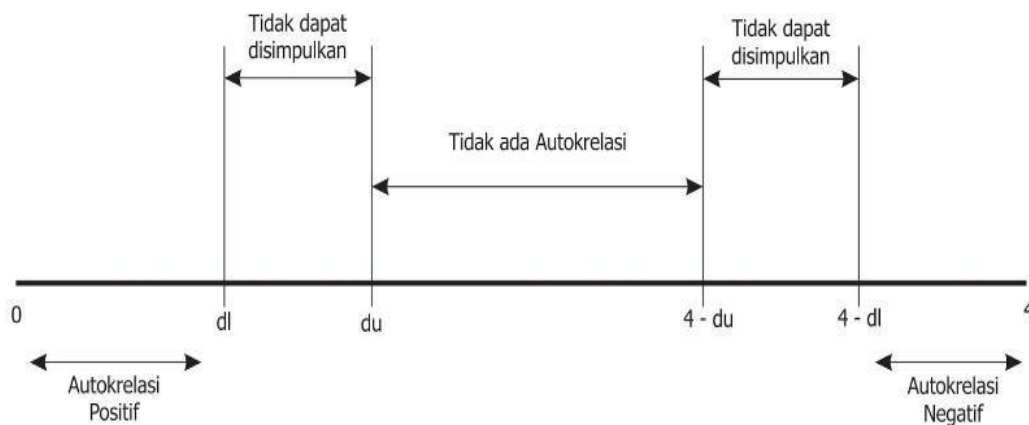 Tidak dapat
disimpulkan
Tidak dapat
disimpulkan
Tidak ada Autokrelasi
0
dl
du
4 - du
4 - dl
4
Autokrelasi
Positif
Autokrelasi
Negatif